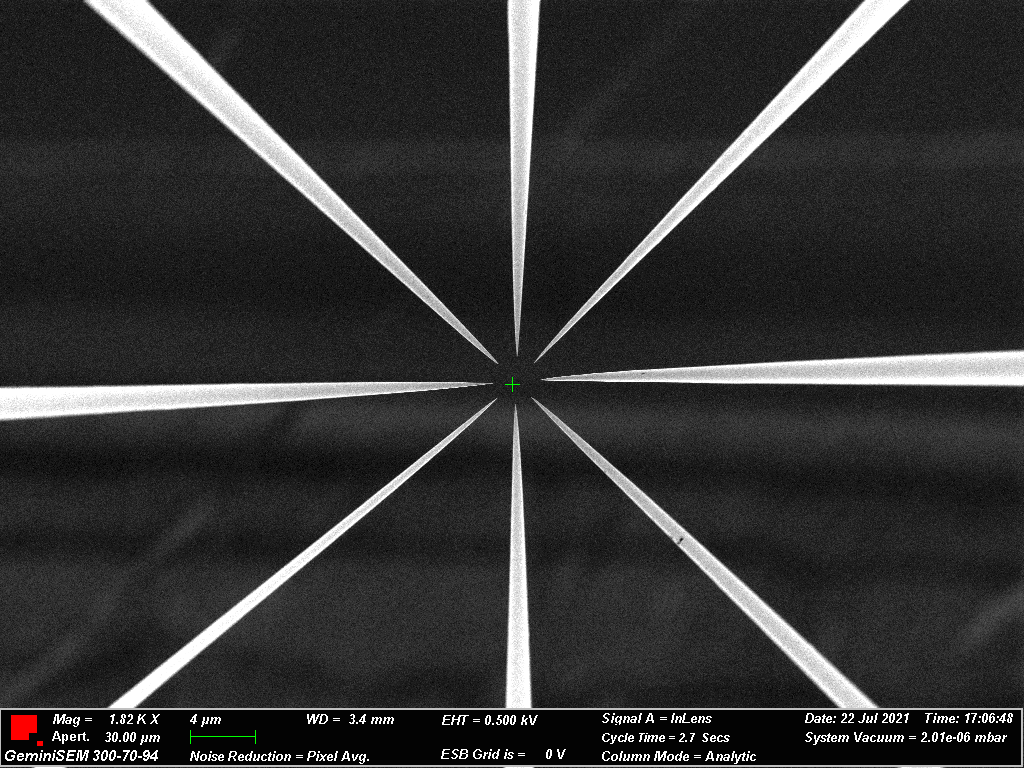 Mag = 1.82 K X 4 µm WD = 3.4 mm EHT = 0.500 kV Signal A = InLens Date: 22 Jul 2021 Time: 17:06:48
Apert. 30.00 µm Cycle Time = 2.7 Secs System Vacuum = 2.01e-06 mbar
GeminiSEM 300-70-94 Noise Reduction = Pixel Avg. ESB Grid is = 0 V Column Mode = Analytic